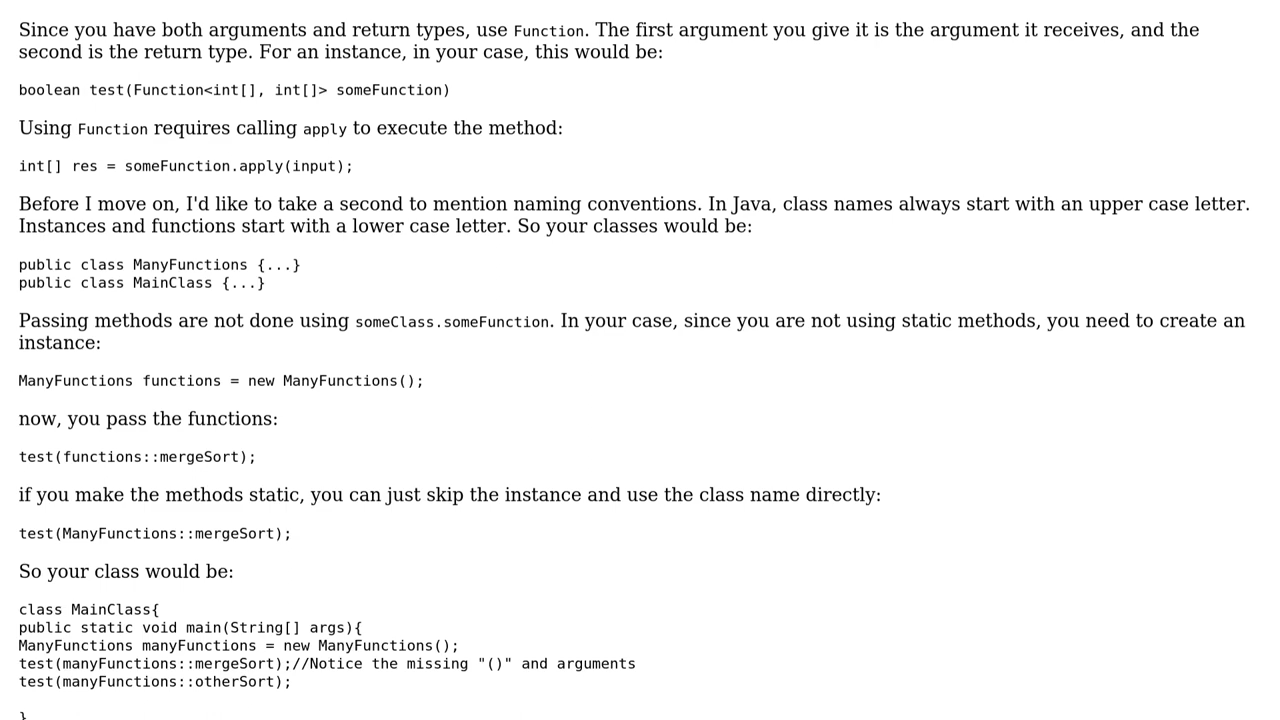 Since you have both arguments and return types, use Function. The first argument you give it is the argument it receives, and the
second is the return type. For an instance, in your case, this would be:
boolean test(Function<int[], int[]> someFunction)
Using Function requires calling apply to execute the method:
int[] res = someFunction.apply(input);
Before I move on, I'd like to take a second to mention naming conventions. In Java, class names always start with an upper case letter.
Instances and functions start with a lower case letter. So your classes would be:
public class ManyFunctions {...}
public class MainClass {...}
Passing methods are not done using someClass.someFunction. In your case, since you are not using static methods, you need to create an
instance:
ManyFunctions functions = new ManyFunctions();
now, you pass the functions:
test(functions::mergeSort);
if you make the methods static, you can just skip the instance and use the class name directly:
test(ManyFunctions::mergeSort);
So your class would be:
class MainClass{
public static void main(String[] args){
ManyFunctions manyFunctions = new ManyFunctions();
test(manyFunctions::mergeSort);//Notice the missing "()" and arguments
test(manyFunctions::otherSort);
}